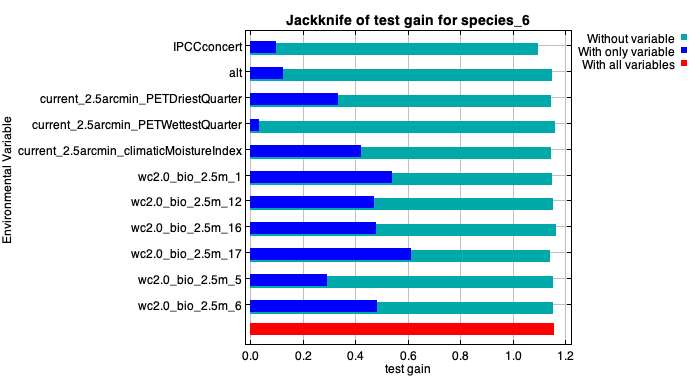 Jackknife of test gain for species_6
Without variable
With only variable
With all variables
Environmental Variable
IPCCconcert
alt
current_2.5arcmin_PETDriestQuarter
current_2.5arcmin_PETWettestQuarter
current_2.5arcmin_climaticMoistureIndex
wc2.0_bio_2.5m_1
wc2.0_bio_2.5m_12
wc2.0_bio_2.5m_16
wc2.0_bio_2.5m_17
wc2.0_bio_2.5m_5
wc2.0_bio_2.5m_6
0.0 0.2 0.4 0.6 0.8 1.0 1.2
test gain